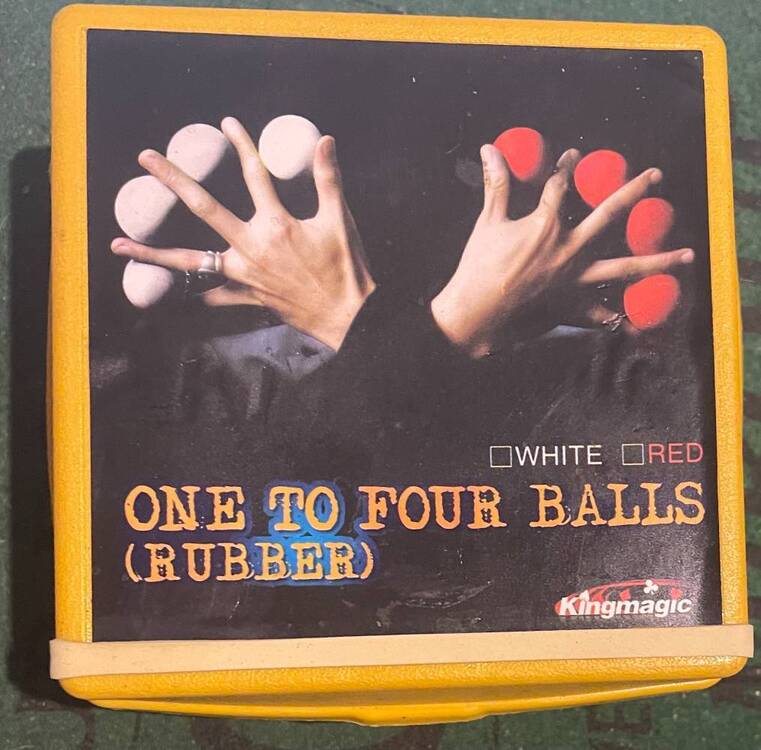 □WHITE □RED
ONE TO FOUR BALLS
(RUBBER)
Kingmagic